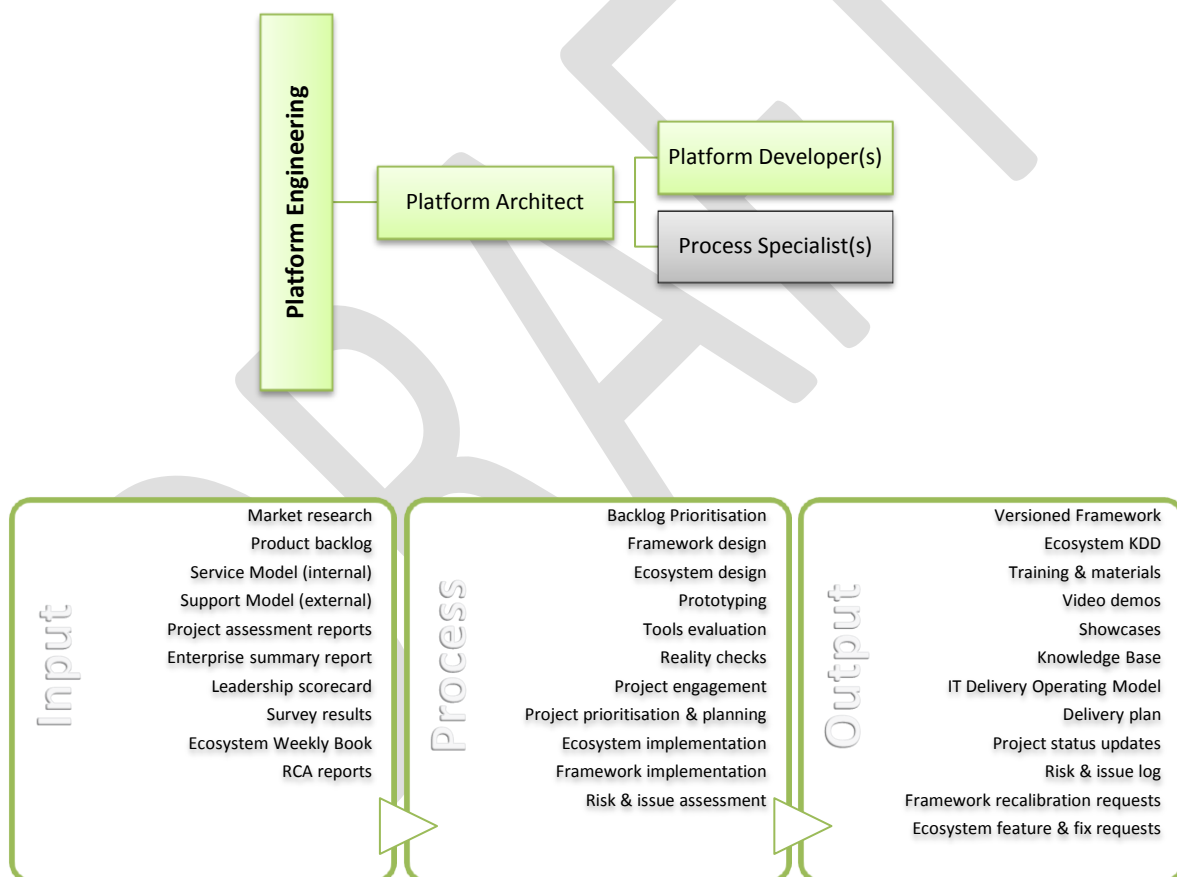 Platform Engineering
Platform Architect
Platform Developer(s)
Process Specialist(s)
DRAFT
Input
Market research
Product backlog
Service Model (internal)
Support Model (external)
Project assessment reports
Enterprise summary report
Leadership scorecard
Survey results
Ecosystem Weekly Book
RCA reports
Process
Backlog Prioritisation
Framework design
Ecosystem design
Prototyping
Tools evaluation
Reality checks
Project engagement
Project prioritisation & planning
Ecosystem implementation
Framework implementation
Risk & issue assessment
Output
Versioned Framework
Ecosystem KDD
Training & materials
Video demos
Showcases
Knowledge Base
IT Delivery Operating Model
Delivery plan
Project status updates
Risk & issue log
Framework recalibration requests
Ecosystem feature & fix requests